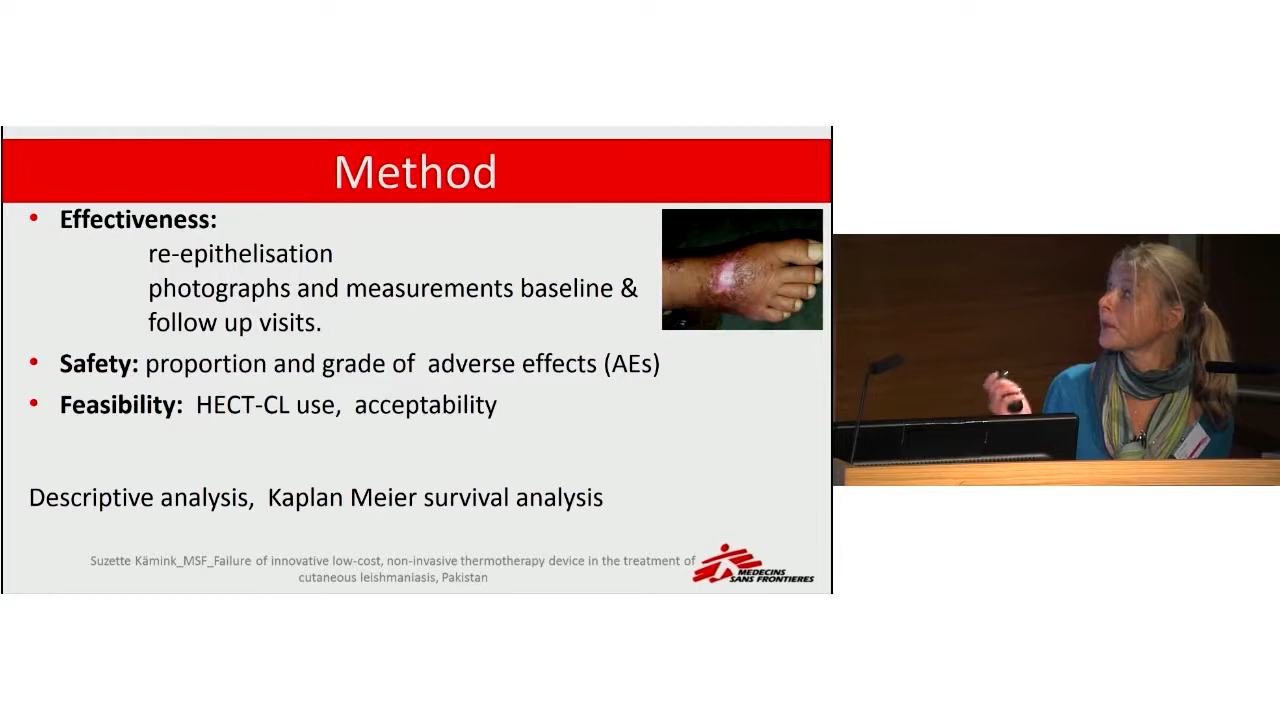 Method
• Effectiveness:
re-epithelisation
photographs and measurements baseline &
follow up visits.
• Safety: proportion and grade of adverse effects (AEs)
• Feasibility: HECT-CL use, acceptability
Descriptive analysis, Kaplan Meier survival analysis
Suzette Kämink_MSF_Failure of innovative low-cost, non-invasive thermotherapy device in the treatment of
cutaneous leishmaniasis, Pakistan
MEDECINS
SANS FRONTIERES